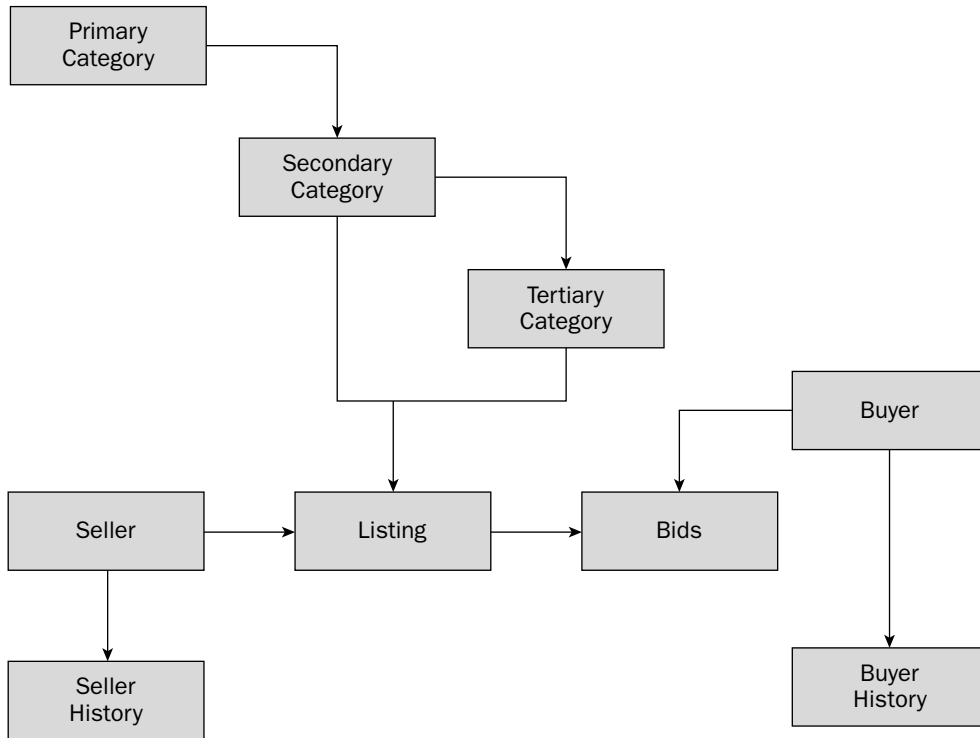 Primary
Category
Secondary
Category
Tertiary
Category
Buyer
Seller
Listing
Bids
Seller
History
Buyer
History